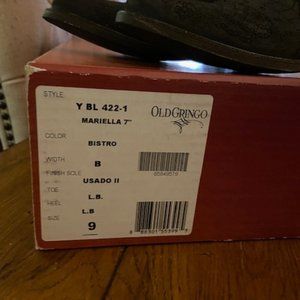 STYLE:
Y BL 422-1
MARIELLA 7"
OLD GRINGO
COLOR
BISTRO
WIDTH
B
FINISH SOLE
USADO II
TOE
L.B.
HEEL
L.B
SIZE
9